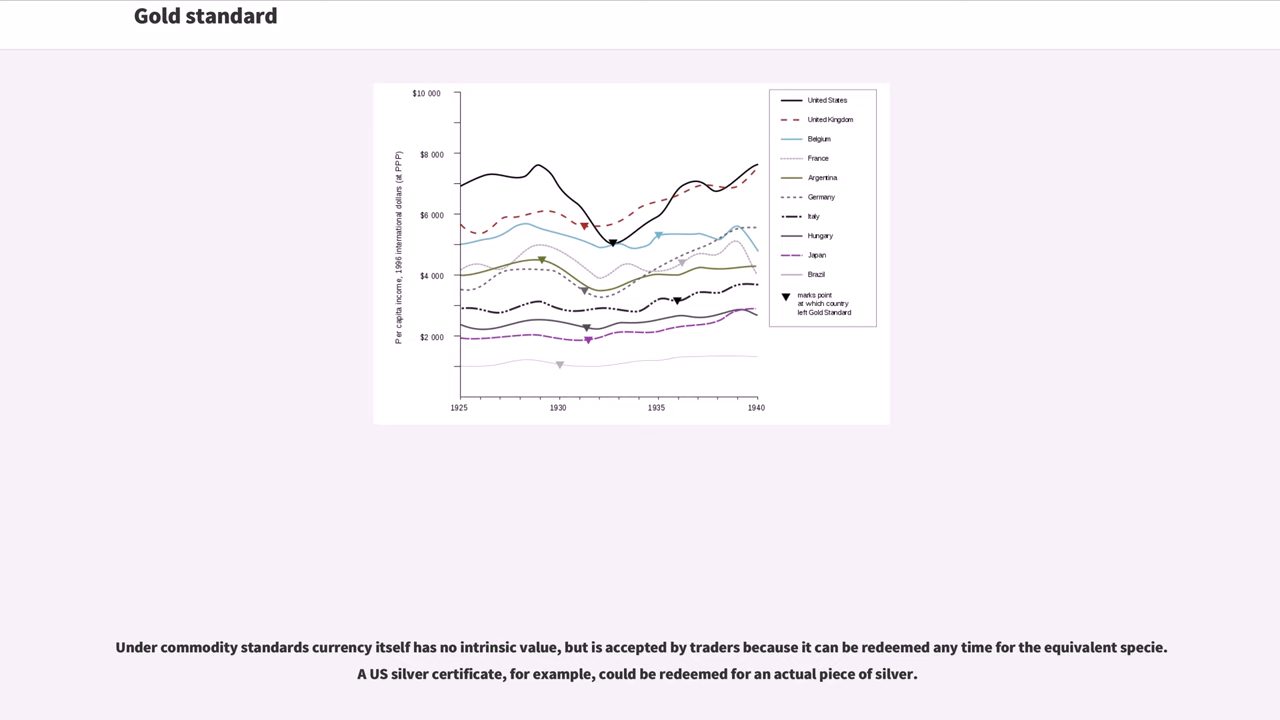 Gold standard
$10 000
$8 000
$6 000
$4 000
$2 000
Per capita income, 1996 international dollars (at PPP)
1925
1930
1935
1940
United States
United Kingdom
Belgium
France
Argentina
Germany
Italy
Hungary
Japan
Brazil
marks point
at which country
left Gold Standard
Under commodity standards currency itself has no intrinsic value, but is accepted by traders because it can be redeemed any time for the equivalent specie.
A US silver certificate, for example, could be redeemed for an actual piece of silver.